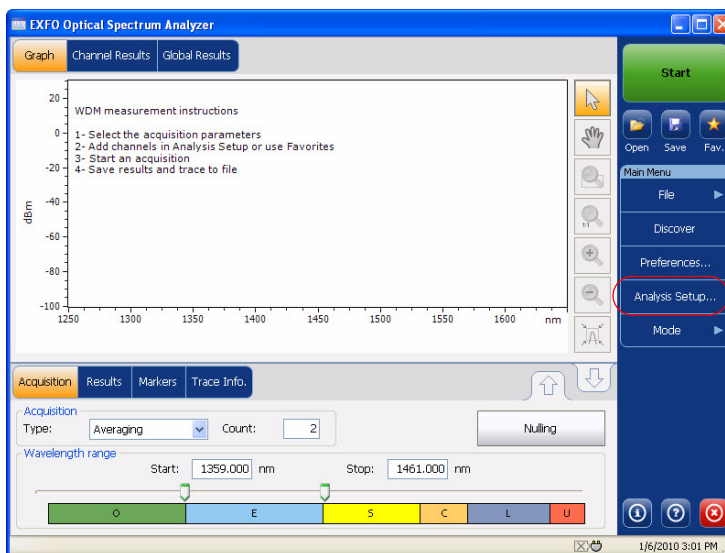 EXFO Optical Spectrum Analyzer
Graph Channel Results Global Results
Start
Open Save Fav.
Main Menu
File
Discover
Preferences...
Analysis Setup...
Mode
20
0
-20
-40
-60
-80
-100
dBm
WDM measurement instructions
1- Select the acquisition parameters
2- Add channels in Analysis Setup or use Favorites
3- Start an acquisition
4- Save results and trace to file
1250 1300 1350 1400 1450 1500 1550 1600 nm
1:1
Acquisition Results Markers Trace Info.
Acquisition
Type: Averaging Count: 2
Nulling
Wavelength range
Start: 1359.000 nm Stop: 1461.000 nm
O E S C L U
1/6/2010 3:01 PM